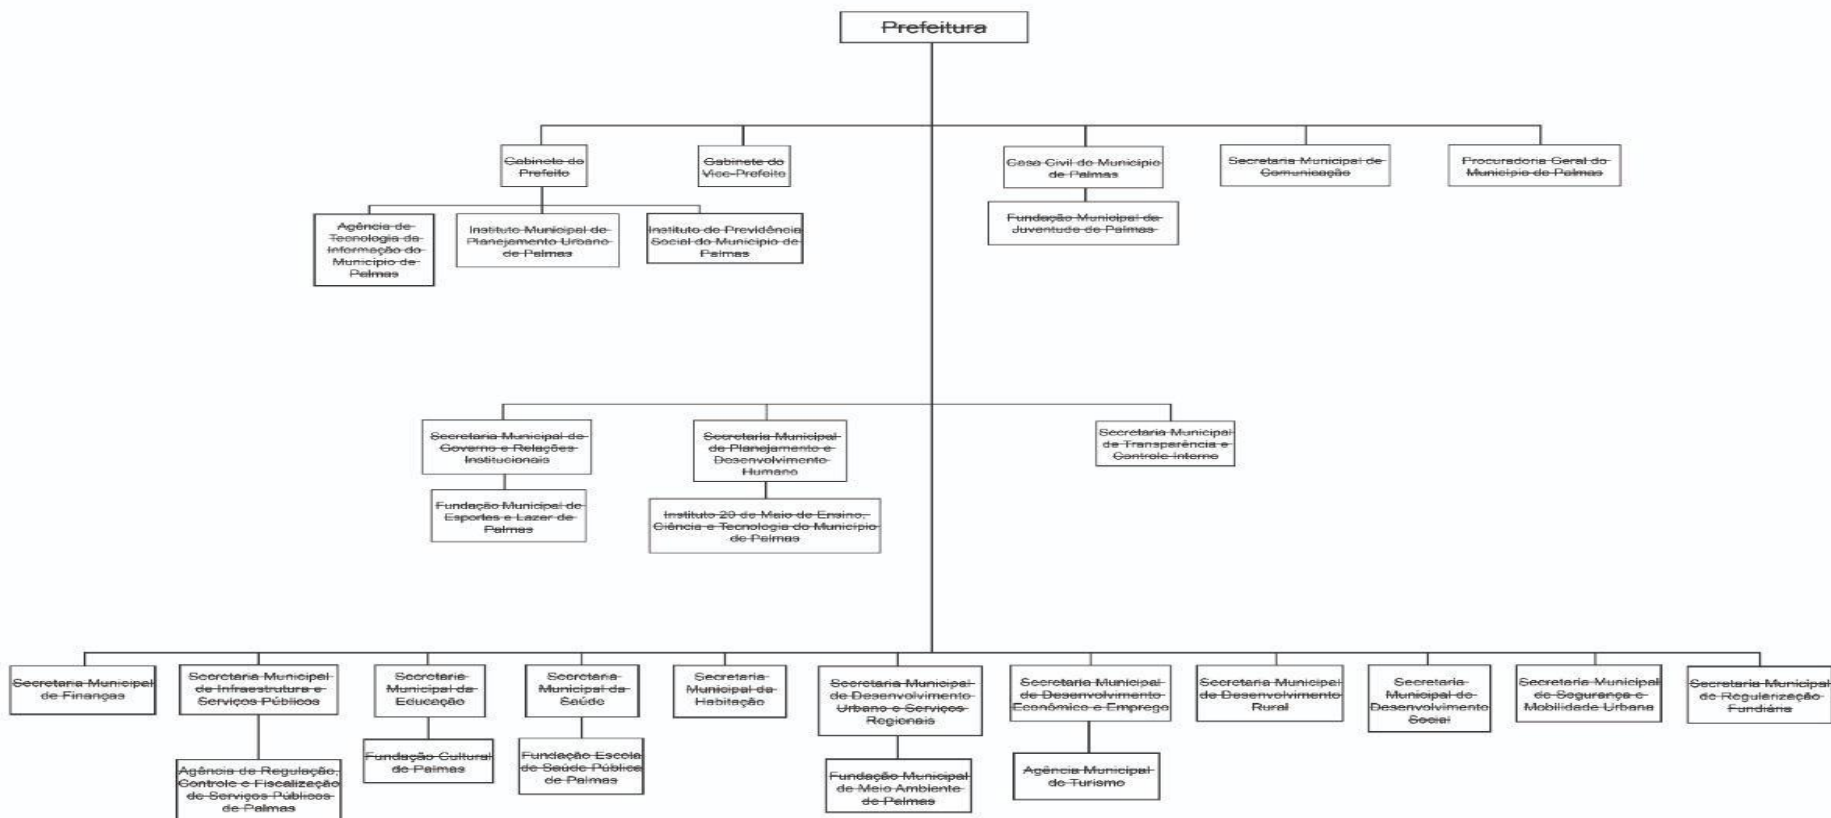 Prefeitura
Gabinete do
Prefeito
Gabinete do
Vice-Prefeito
Casa Civil do Município
de Palmas
Secretaria Municipal de
Comunicação
Procuradoria Geral do
Município de Palmas
Agência de
Tecnologia da
Informação do
Município de
Palmas
Instituto Municipal de
Planejamento Urbano
de Palmas
Instituto de Previdência
Social do Município de
Palmas
Fundação Municipal da
Juventude de Palmas
Secretaria Municipal de
Governo e Relações
Institucionais
Secretaria Municipal
de Planejamento e
Desenvolvimento
Humano
Secretaria Municipal
de Transparência e
Controle Interno
Fundação Municipal de
Esportes e Lazer de
Palmas
Instituto 20 de Maio de Ensino,
Ciência e Tecnologia do Município
de Palmas
Secretaria Municipal
de Finanças
Secretaria Municipal
de Infraestrutura e
Serviços Públicos
Secretaria
Municipal da
Educação
Secretaria
Municipal da
Saúde
Secretaria
Municipal da
Habitação
Secretaria Municipal
de Desenvolvimento
Urbano e Serviços
Regionais
Secretaria Municipal
de Desenvolvimento
Econômico e Emprego
Secretaria Municipal
de Desenvolvimento
Rural
Secretaria
Municipal de
Desenvolvimento
Social
Secretaria Municipal
de Segurança e
Mobilidade Urbana
Secretaria Municipal
de Regularização
Fundiária
Agência de Regulação,
Controle e Fiscalização
de Serviços Públicos
de Palmas
Fundação Cultural
de Palmas
Fundação Escola
de Saúde Pública
de Palmas
Fundação Municipal
de Meio Ambiente
de Palmas
Agência Municipal
de Turismo